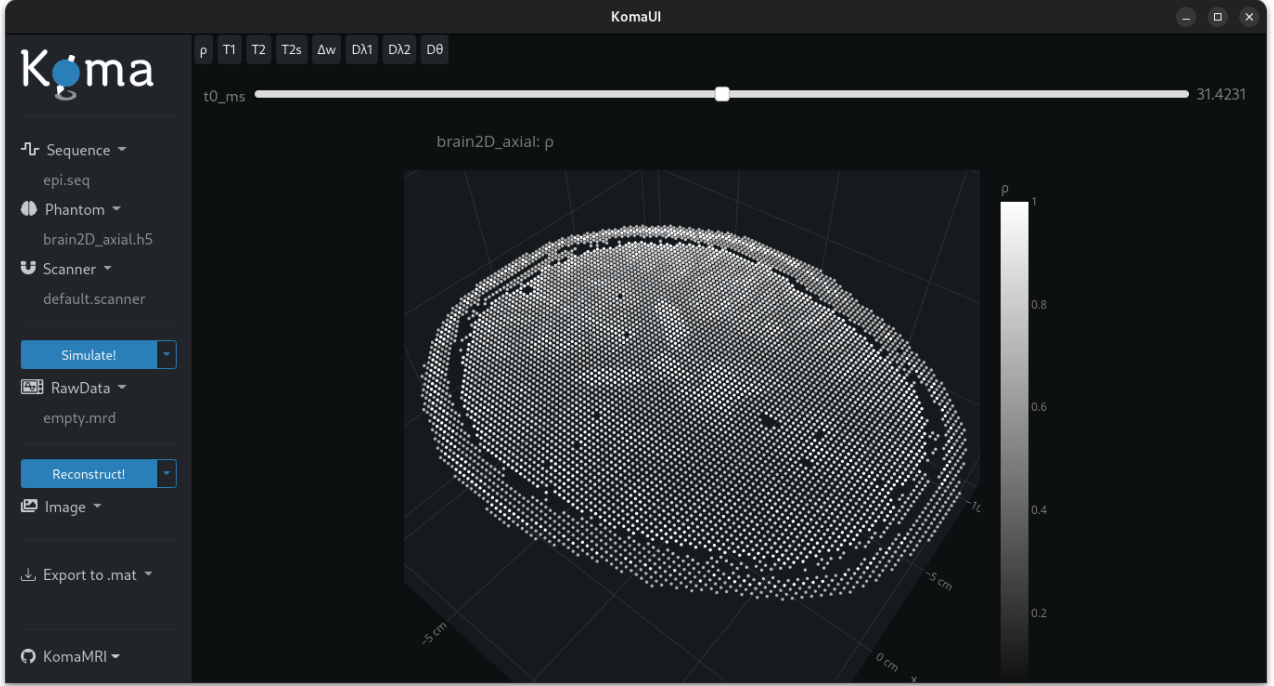 KomaUI
Koma
Sequence
epi.seq
Phantom
brain2D_axial.h5
Scanner
default.scanner
Simulate!
RawData
empty.mrd
Reconstruct!
Image
Export to .mat
KomaMRI
ρ T1 T2 T2s Δw Dλ1 Dλ2 Dθ
t0_ms 31.4231
brain2D_axial: ρ
ρ
1
0.8
0.6
0.4
0.2
−5 cm
0 cm
−5 cm
x